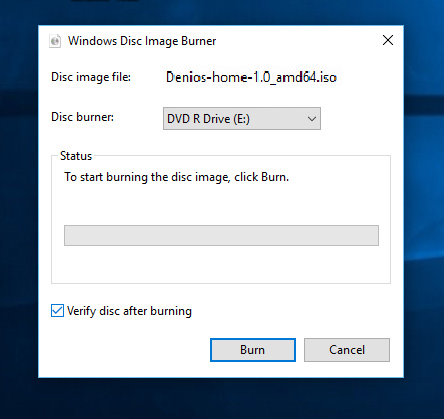 Windows Disc Image Burner
Disc image file: Denios-home-1.0_amd64.iso
Disc burner: DVD R Drive (E:)
Status
To start burning the disc image, click Burn.
Verify disc after burning
Burn Cancel